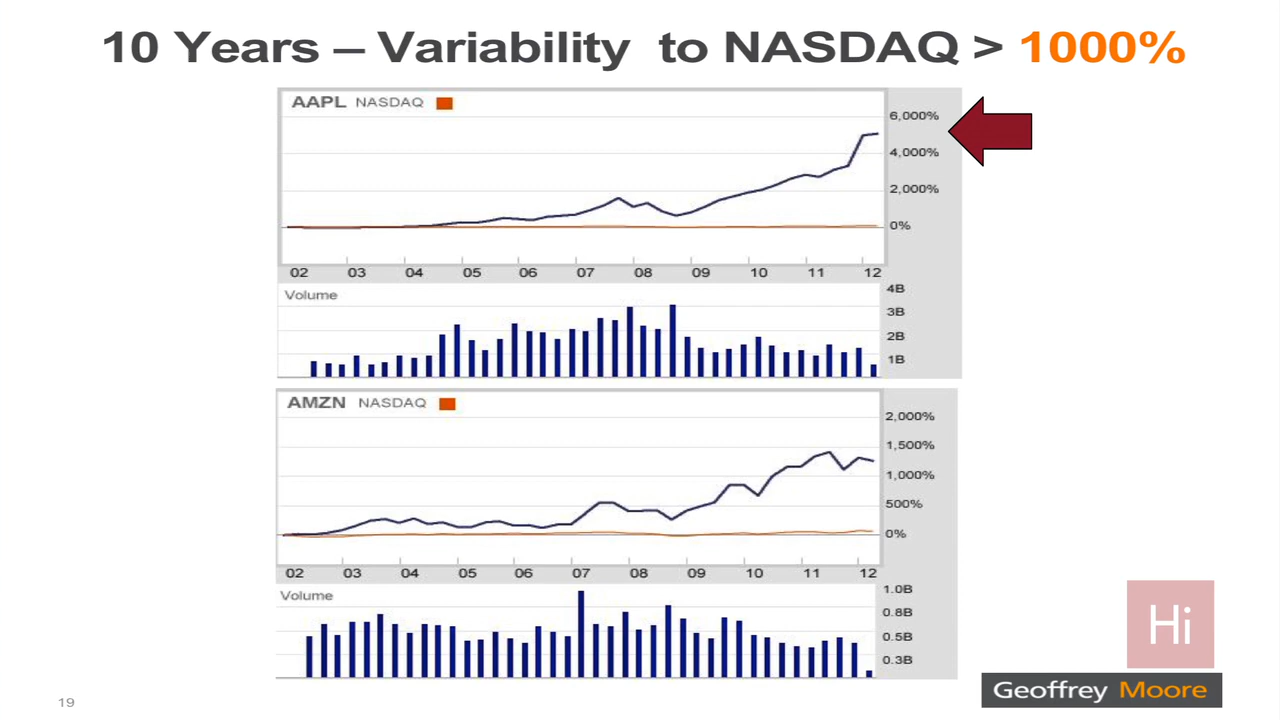 10 Years – Variability to NASDAQ > 1000%
AAPL NASDAQ
6,000%
4,000%
2,000%
0%
02 03 04 05 06 07 08 09 10 11 12
Volume
4B
3B
2B
1B
AMZN NASDAQ
2,000%
1,500%
1,000%
500%
0%
02 03 04 05 06 07 08 09 10 11 12
Volume
1.0B
0.8B
0.5B
0.3B
Hi
Geoffrey Moore
19